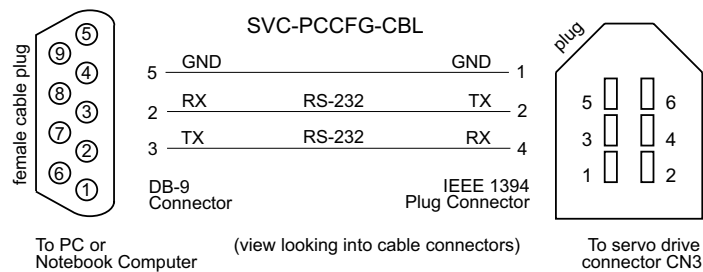 SVC-PCCFG-CBL
female cable plug
5
9
4
8
3
7
2
6
1
5 GND GND 1
2 RX RS-232 TX 2
3 TX RS-232 RX 4
DB-9
Connector
IEEE 1394
Plug Connector
plug
5 6
3 4
1 2
To PC or
Notebook Computer
(view looking into cable connectors)
To servo drive
connector CN3